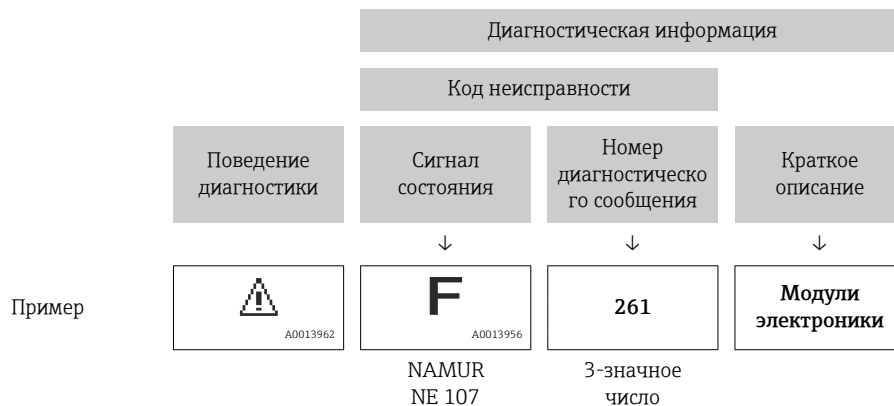 Диагностическая информация
Код неисправности
Поведение
диагностики
Сигнал
состояния
Номер
диагностическо
го сообщения
Краткое
описание
↓ ↓ ↓
Пример
A0013962
F
A0013956
261
Модули
электроники
NAMUR
NE 107
3-значное
число